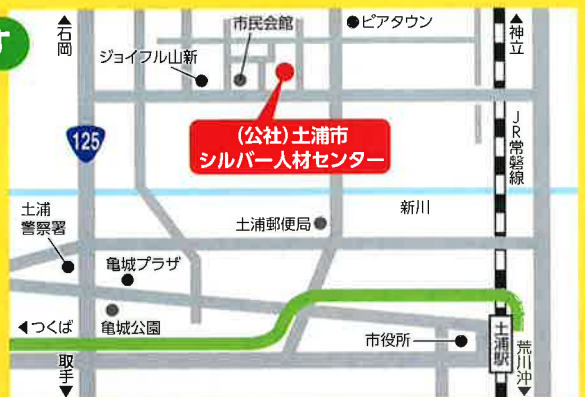 す
▲石岡
市民会館
ピアタウン
▲神立
ジョイフル山新
(公社)土浦市
シルバー人材センター
125
JR常磐線
土浦
警察署
土浦郵便局
新川
亀城プラザ
◀つくば
亀城公園
市役所
土浦駅
取手▼
荒川沖▼